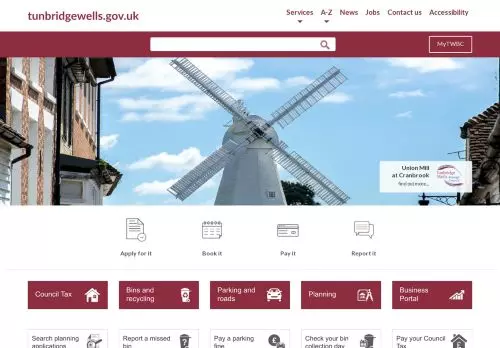 tunbridgewells.gov.uk
Services A-Z News Jobs Contact us Accessibility
MyTWBC
Union Mill
at Cranbrook
find out more...
Apply for it
Book it
Pay it
Report it
Council Tax
Bins and
recycling
Parking and
roads
Planning
Business
Portal
Search planning
applications
Report a missed
bin
Pay a parking
fine
Check your bin
collection day
Pay your Council